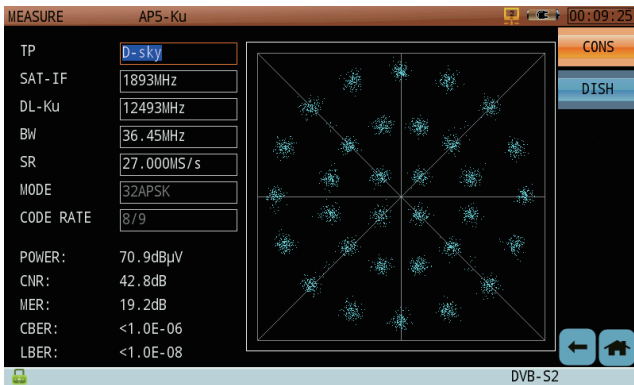 MEASURE AP5-Ku 00:09:25
TP D-sky
CONS
SAT-IF 1893MHz
DISH
DL-Ku 12493MHz
BW 36.45MHz
SR 27.000MS/s
MODE 32APSK
CODE RATE 8/9
POWER: 70.9dBμV
CNR: 42.8dB
MER: 19.2dB
CBER: <1.0E-06
LBER: <1.0E-08
DVB-S2